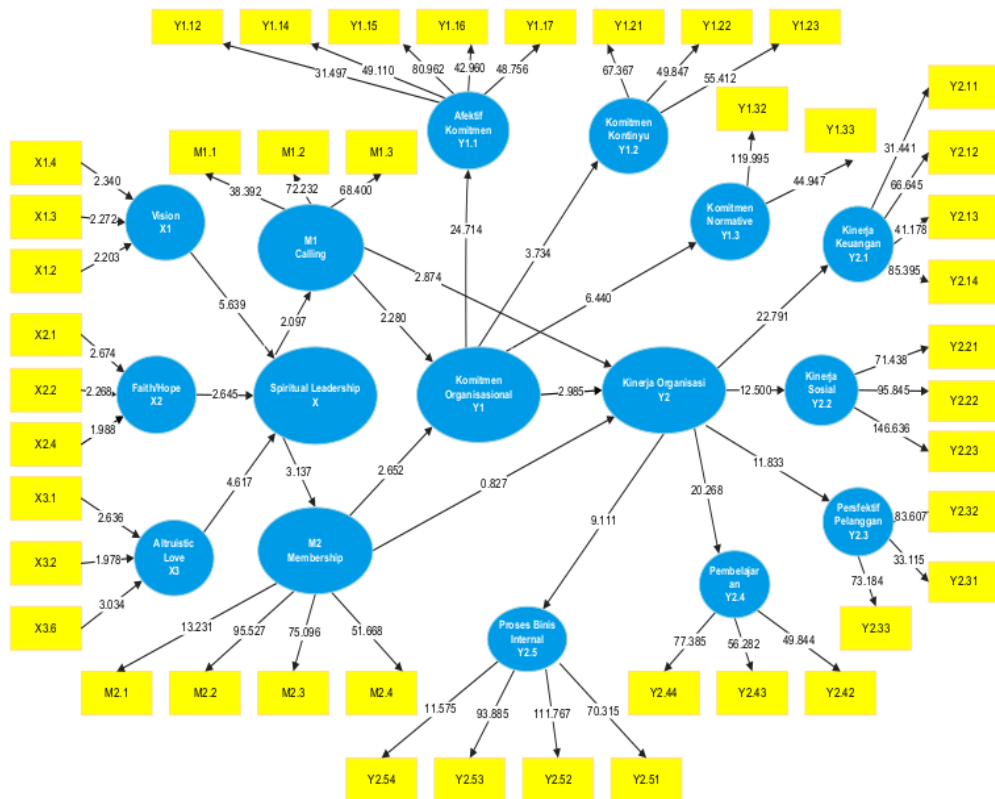 Y1.12
Y1.14
Y1.15
Y1.16
Y1.17
Y1.21
Y1.22
Y1.23
31.497
49.110
80.962
42.960
48.756
67.367
49.847
55.412
Afektif
Komitmen
Y1.1
Komitmen
Kontinyu
Y1.2
Y1.32
Y1.33
Y2.11
Y2.12
Y2.13
Y2.14
119.995
44.947
31.441
66.645
41.178
85.395
M1.1
M1.2
M1.3
38.392
72.232
68.400
X1.4
X1.3
X1.2
2.340
2.272
2.203
Vision
X1
M1
Calling
Komitmen
Normative
Y1.3
Kinerja
Keuangan
Y2.1
24.714
3.734
6.440
2.874
22.791
5.639
2.097
2.280
X2.1
X2.2
X2.4
2.674
2.268
1.988
Faith/Hope
X2
2.645
Spiritual Leadership
X
Komitmen
Organisasional
Y1
2.985
Kinerja Organisasi
Y2
12.500
Kinerja
Sosial
Y2.2
71.438
95.845
146.636
Y2.21
Y2.22
Y2.23
4.617
3.137
2.652
0.827
9.111
20.268
11.833
X3.1
X3.2
X3.6
2.636
1.978
3.034
Altruistic
Love
X3
M2
Membership
Persfektif
Pelanggan
Y2.3
83.607
33.115
73.184
Y2.32
Y2.31
Y2.33
Pembelajar
an
Y2.4
Proses Binis
Internal
Y2.5
13.231
95.527
75.096
51.668
M2.1
M2.2
M2.3
M2.4
77.385
56.282
49.844
Y2.44
Y2.43
Y2.42
11.575
93.885
111.767
70.315
Y2.54
Y2.53
Y2.52
Y2.51